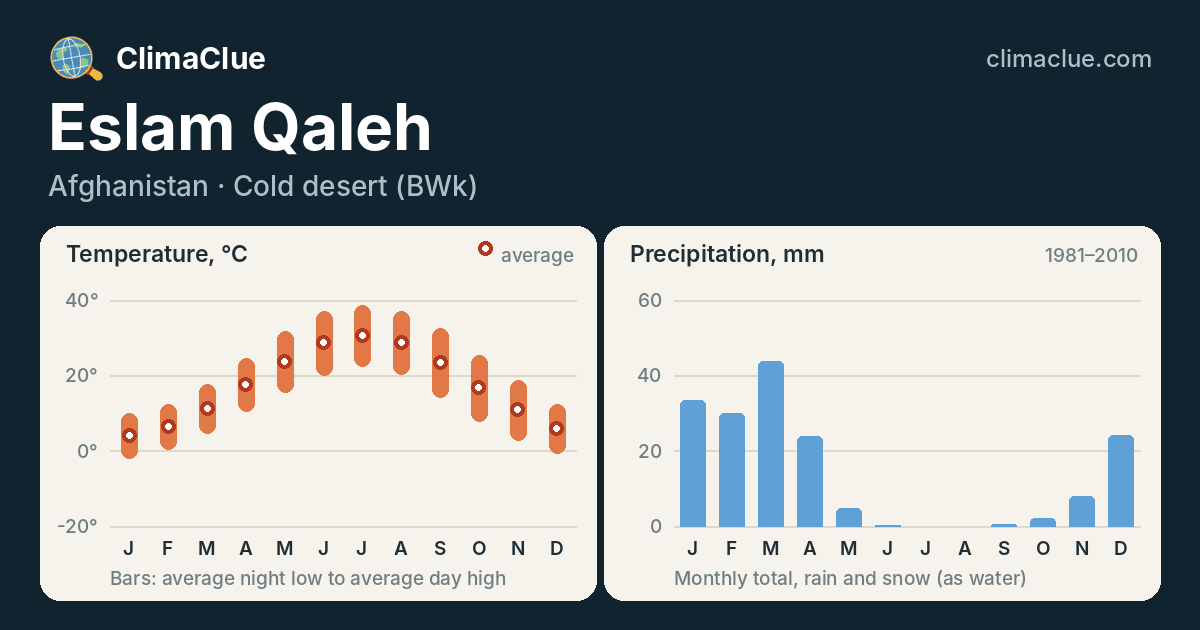 ClimaClue
climaclue.com
Eslam Qaleh
Afghanistan · Cold desert (BWk)
Temperature, °C
average
40°
20°
0°
-20°
J F M A M J J A S O N D
Bars: average night low to average day high
Precipitation, mm
1981–2010
60
40
20
0
J F M A M J J A S O N D
Monthly total, rain and snow (as water)